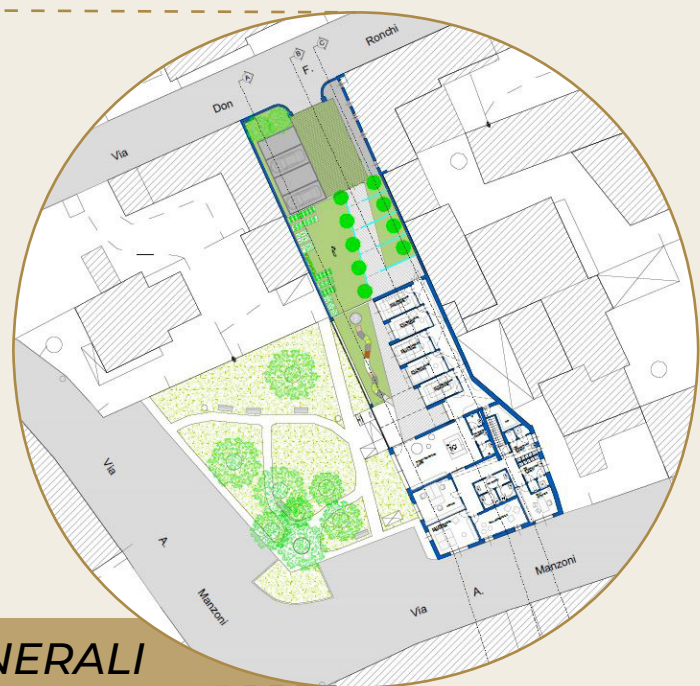 A
B
C
Via Don F. Ronchi
Via A. Manzoni
Via A. Manzoni
NERALI